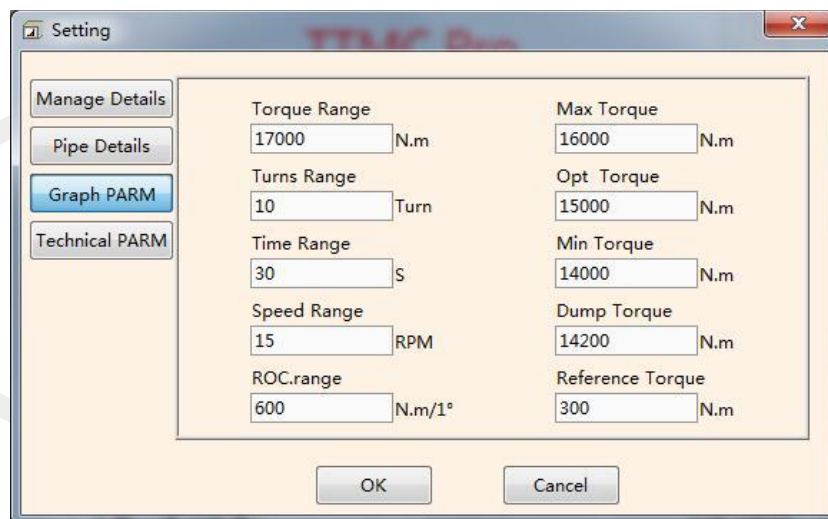 Setting
TTMC Pro
Manage Details
Pipe Details
Graph PARM
Technical PARM
Torque Range
17000 N.m
Turns Range
10 Turn
Time Range
30 S
Speed Range
15 RPM
ROC.range
600 N.m/1°
Max Torque
16000 N.m
Opt Torque
15000 N.m
Min Torque
14000 N.m
Dump Torque
14200 N.m
Reference Torque
300 N.m
OK
Cancel